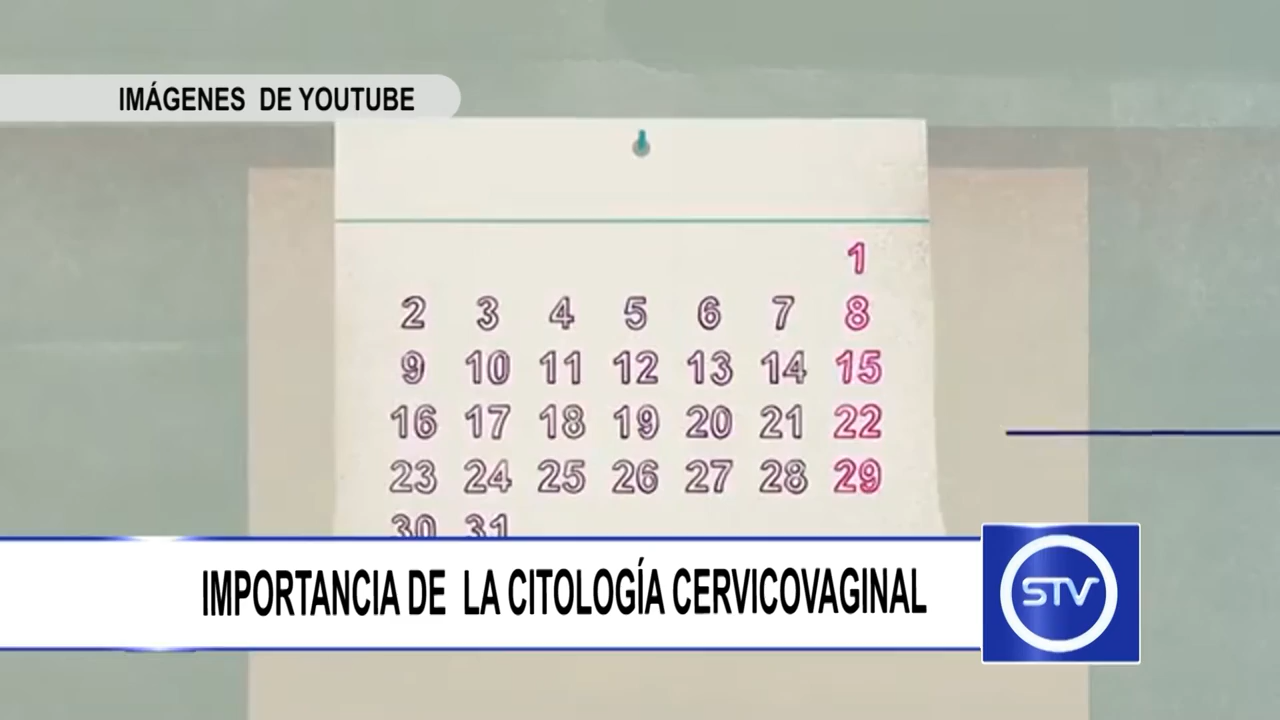 IMÁGENES DE YOUTUBE
1
2 3 4 5 6 7 8
9 10 11 12 13 14 15
16 17 18 19 20 21 22
23 24 25 26 27 28 29
30 31
IMPORTANCIA DE LA CITOLOGÍA CERVICOVAGINAL
STV